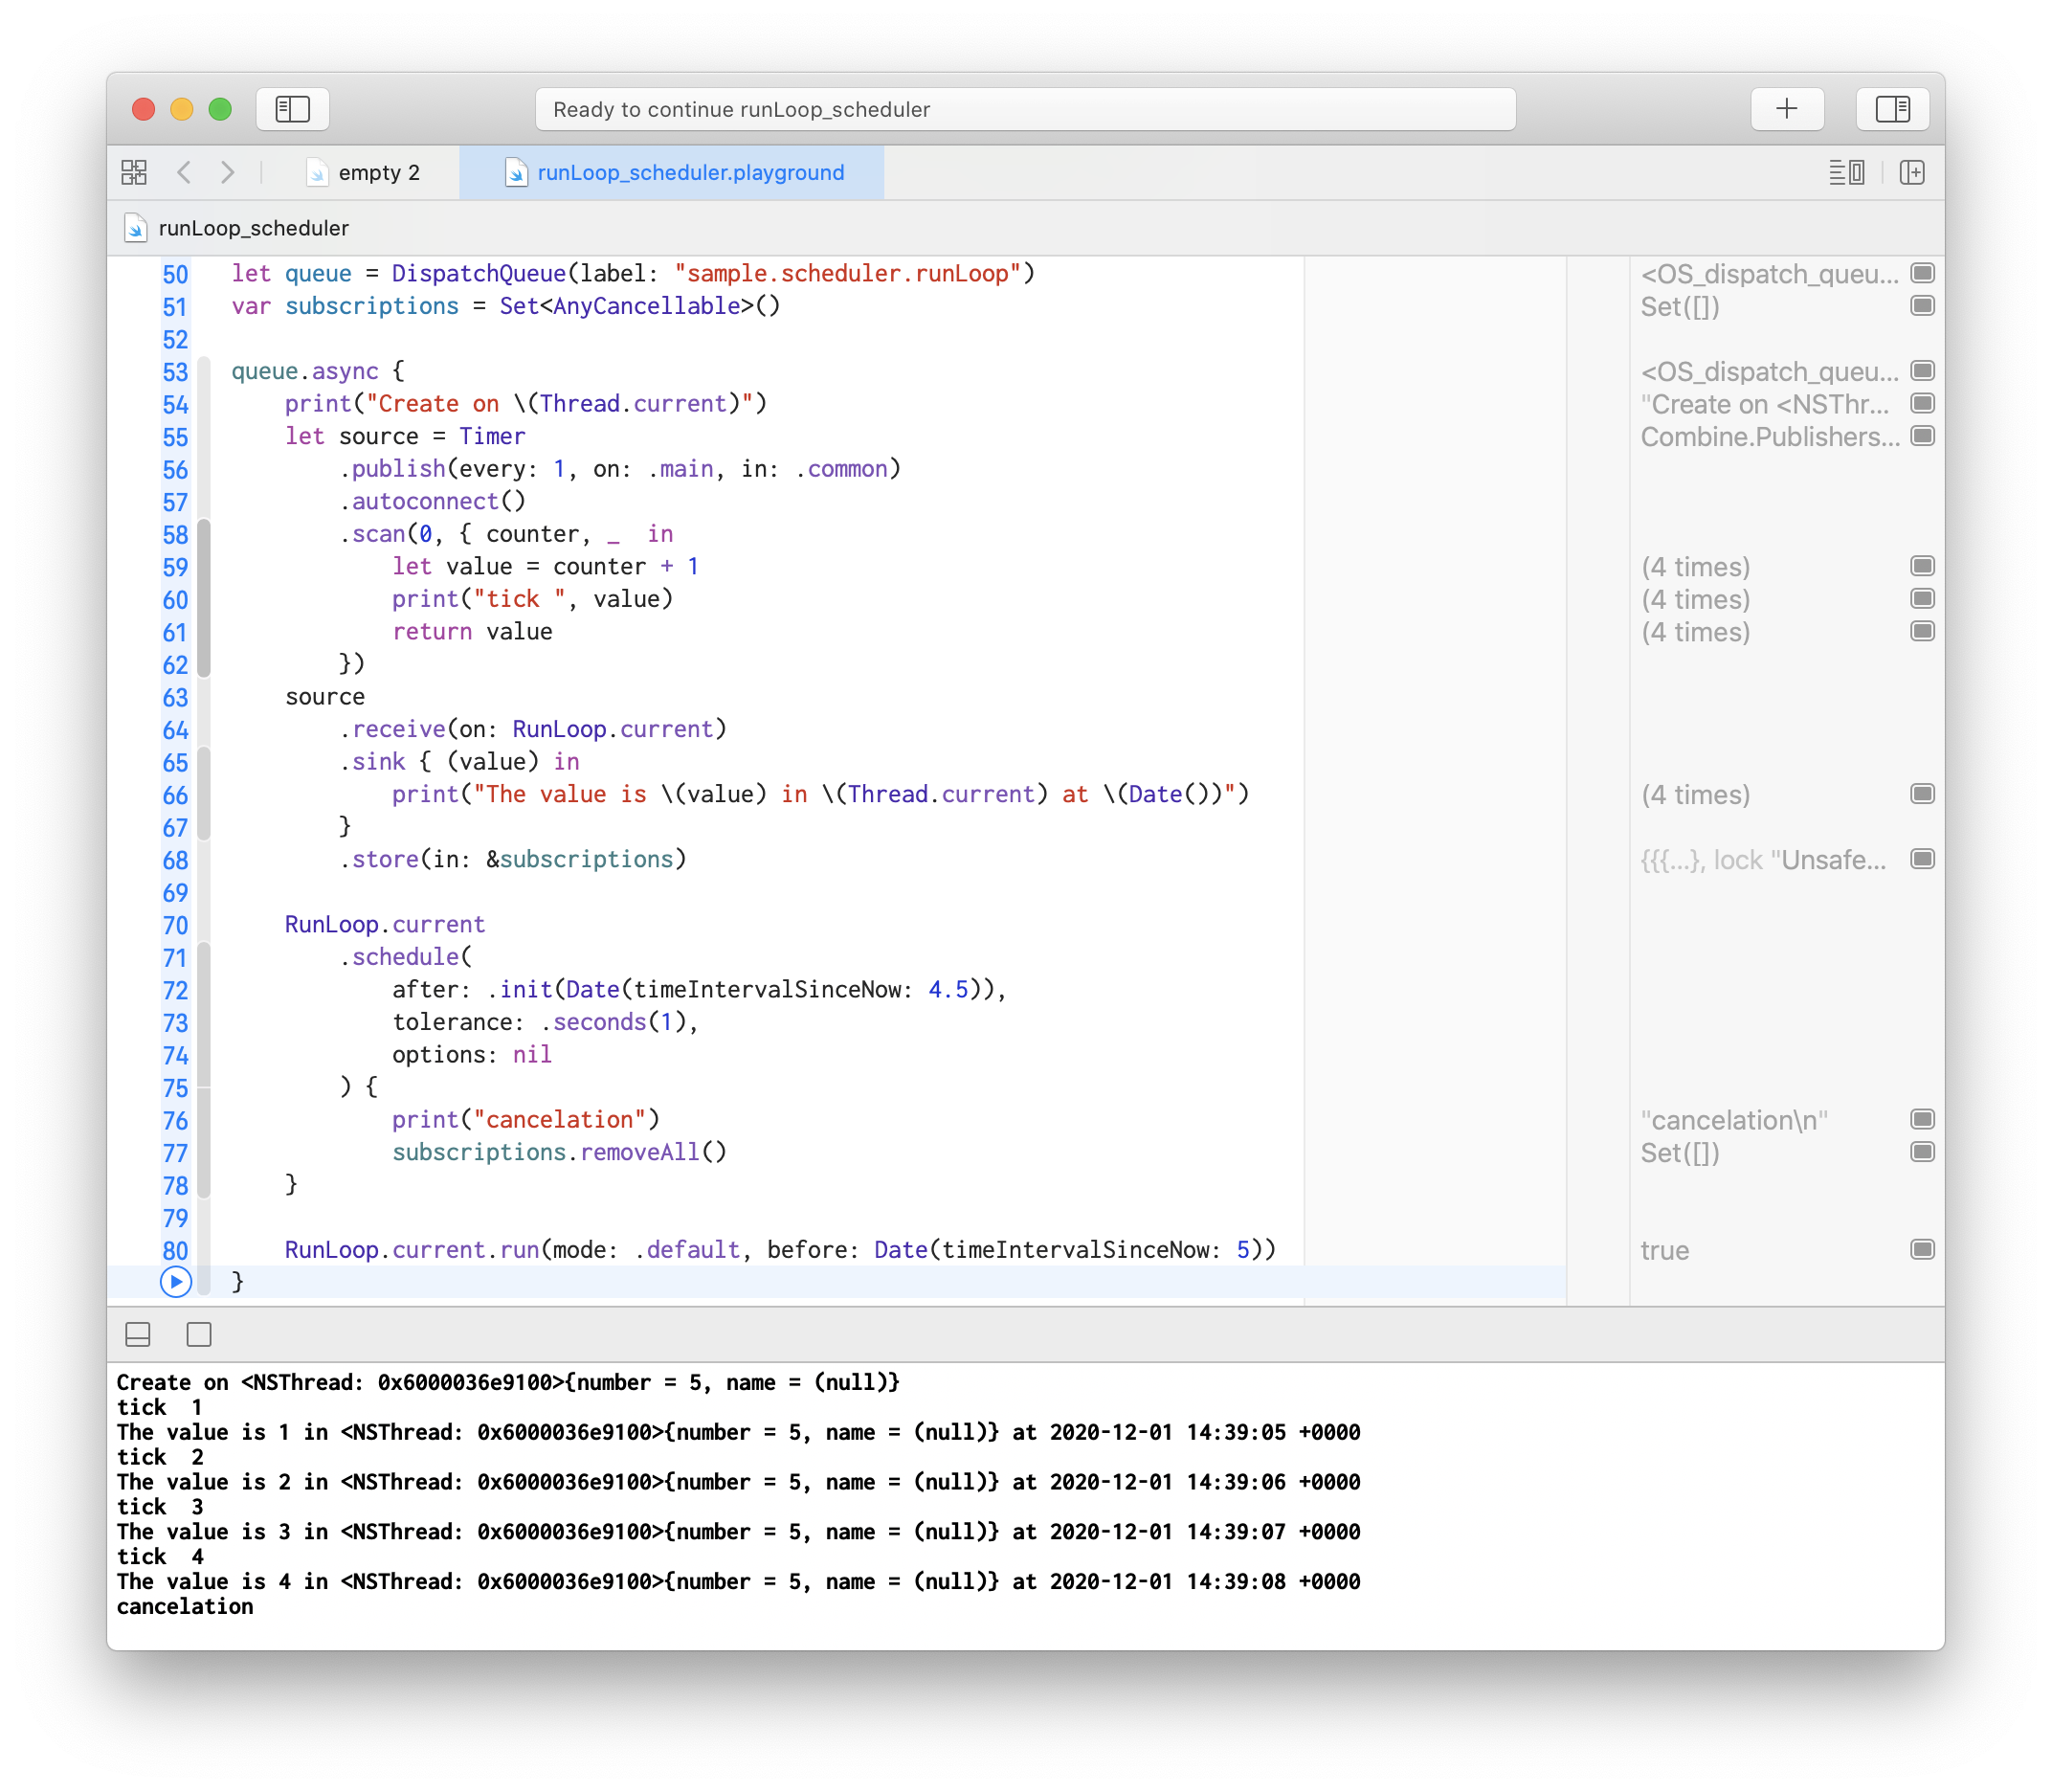 Ready to continue runLoop_scheduler
empty 2
runLoop_scheduler.playground
runLoop_scheduler
50 let queue = DispatchQueue(label: "sample.scheduler.runLoop") <OS_dispatch_queu...
51 var subscriptions = Set<AnyCancellable>() Set([])
52
53 queue.async { <OS_dispatch_queu...
54     print("Create on \(Thread.current)") "Create on <NSThr...
55     let source = Timer Combine.Publishers...
56         .publish(every: 1, on: .main, in: .common)
57         .autoconnect()
58         .scan(0, { counter, _  in
59             let value = counter + 1 (4 times)
60             print("tick ", value) (4 times)
61             return value (4 times)
62         })
63     source
64         .receive(on: RunLoop.current)
65         .sink { (value) in
66             print("The value is \(value) in \(Thread.current) at \(Date())") (4 times)
67         }
68         .store(in: &subscriptions) {{{...}, lock "Unsafe...
69
70     RunLoop.current
71         .schedule(
72             after: .init(Date(timeIntervalSinceNow: 4.5)),
73             tolerance: .seconds(1),
74             options: nil
75         ) {
76             print("cancelation") "cancelation\n"
77             subscriptions.removeAll() Set([])
78     }
79
80     RunLoop.current.run(mode: .default, before: Date(timeIntervalSinceNow: 5)) true
}
Create on <NSThread: 0x6000036e9100>{number = 5, name = (null)}
tick  1
The value is 1 in <NSThread: 0x6000036e9100>{number = 5, name = (null)} at 2020-12-01 14:39:05 +0000
tick  2
The value is 2 in <NSThread: 0x6000036e9100>{number = 5, name = (null)} at 2020-12-01 14:39:06 +0000
tick  3
The value is 3 in <NSThread: 0x6000036e9100>{number = 5, name = (null)} at 2020-12-01 14:39:07 +0000
tick  4
The value is 4 in <NSThread: 0x6000036e9100>{number = 5, name = (null)} at 2020-12-01 14:39:08 +0000
cancelation